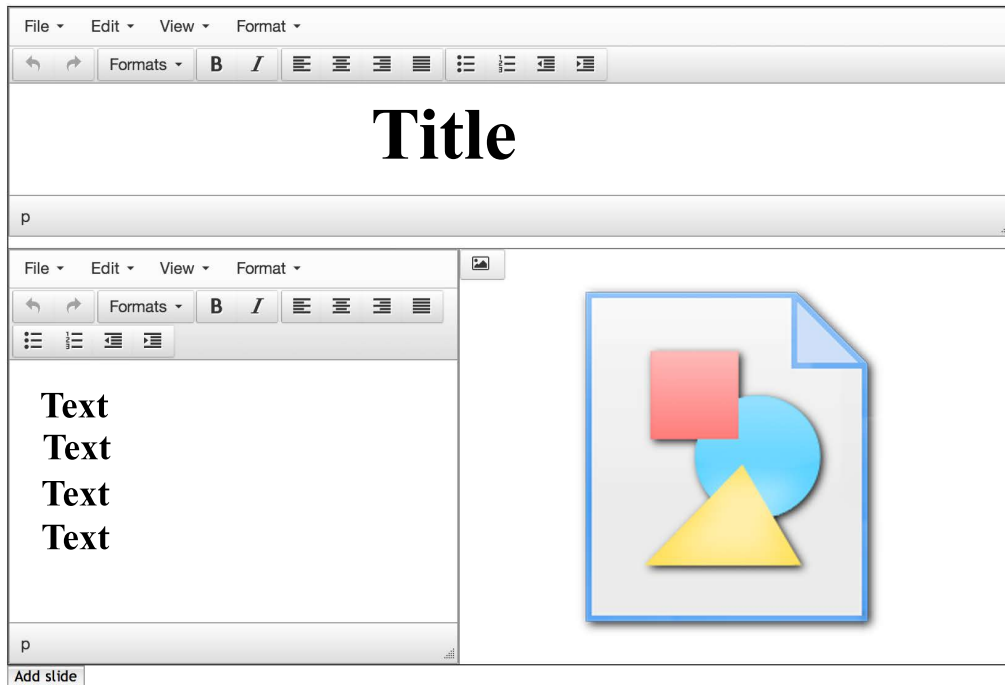 File Edit View Format
Formats B I
Title
p
File Edit View Format
Formats B I
Text
Text
Text
Text
p
Add slide